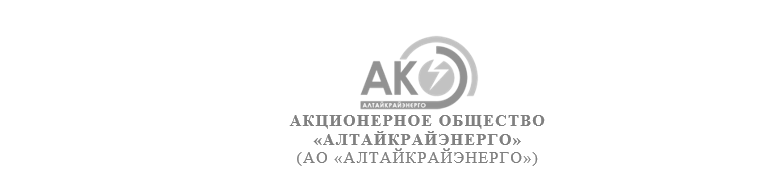 АК
АЛТАЙКРАЙЭНЕРГО
АКЦИОНЕРНОЕ ОБЩЕСТВО
«АЛТАЙКРАЙЭНЕРГО»
(АО «АЛТАЙКРАЙЭНЕРГО»)